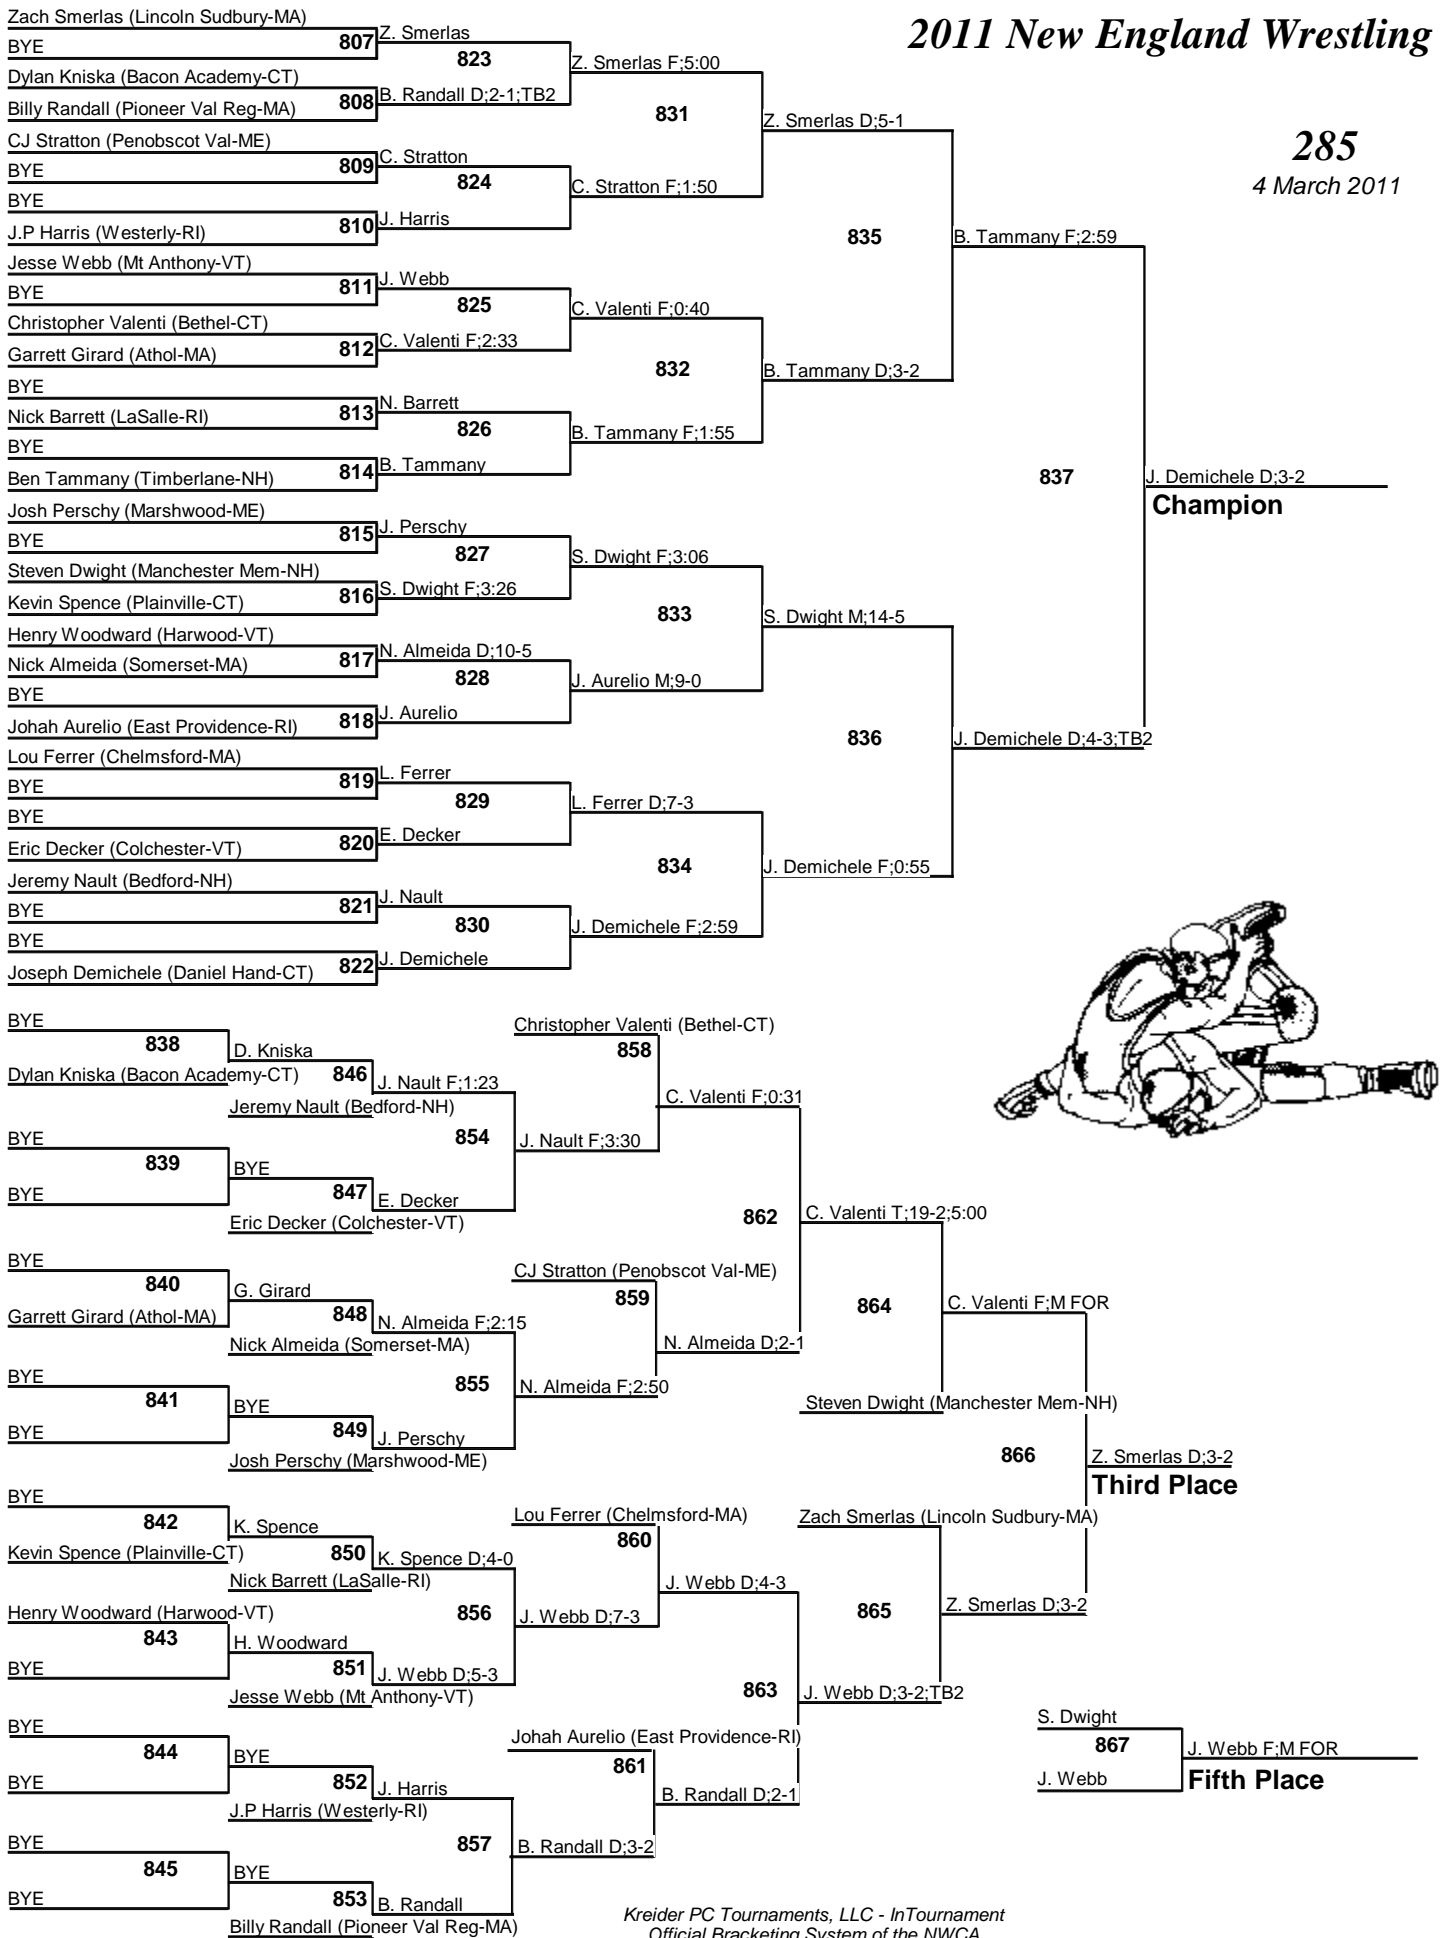 2011 New England Wrestling
285
4 March 2011
Zach Smerlas (Lincoln Sudbury-MA)
BYE
807
Z. Smerlas
823
Dylan Kniska (Bacon Academy-CT)
Billy Randall (Pioneer Val Reg-MA)
808
B. Randall D;2-1;TB2
Z. Smerlas F;5:00
831
CJ Stratton (Penobscot Val-ME)
BYE
809
C. Stratton
824
BYE
J.P Harris (Westerly-RI)
810
J. Harris
C. Stratton F;1:50
Z. Smerlas D;5-1
835
Jesse Webb (Mt Anthony-VT)
BYE
811
J. Webb
825
Christopher Valenti (Bethel-CT)
Garrett Girard (Athol-MA)
812
C. Valenti F;2:33
C. Valenti F;0:40
832
BYE
Nick Barrett (LaSalle-RI)
813
N. Barrett
826
BYE
Ben Tammany (Timberlane-NH)
814
B. Tammany
B. Tammany F;1:55
B. Tammany D;3-2
B. Tammany F;2:59
837
J. Demichele D;3-2
Champion
Josh Perschy (Marshwood-ME)
BYE
815
J. Perschy
827
Steven Dwight (Manchester Mem-NH)
Kevin Spence (Plainville-CT)
816
S. Dwight F;3:26
S. Dwight F;3:06
833
Henry Woodward (Harwood-VT)
Nick Almeida (Somerset-MA)
817
N. Almeida D;10-5
828
BYE
Johah Aurelio (East Providence-RI)
818
J. Aurelio
J. Aurelio M;9-0
S. Dwight M;14-5
836
Lou Ferrer (Chelmsford-MA)
BYE
819
L. Ferrer
829
BYE
Eric Decker (Colchester-VT)
820
E. Decker
L. Ferrer D;7-3
834
Jeremy Nault (Bedford-NH)
BYE
821
J. Nault
830
BYE
Joseph Demichele (Daniel Hand-CT)
822
J. Demichele
J. Demichele F;2:59
J. Demichele F;0:55
J. Demichele D;4-3;TB2
BYE
838
Dylan Kniska (Bacon Academy-CT)
D. Kniska
846
Jeremy Nault (Bedford-NH)
J. Nault F;1:23
854
BYE
839
BYE
BYE
847
Eric Decker (Colchester-VT)
E. Decker
J. Nault F;3:30
Christopher Valenti (Bethel-CT)
858
C. Valenti F;0:31
862
BYE
840
Garrett Girard (Athol-MA)
G. Girard
848
Nick Almeida (Somerset-MA)
N. Almeida F;2:15
855
BYE
841
BYE
BYE
849
Josh Perschy (Marshwood-ME)
J. Perschy
N. Almeida F;2:50
CJ Stratton (Penobscot Val-ME)
859
N. Almeida D;2-1
C. Valenti T;19-2;5:00
864
Steven Dwight (Manchester Mem-NH)
C. Valenti F;M FOR
866
Z. Smerlas D;3-2
Third Place
BYE
842
Kevin Spence (Plainville-CT)
K. Spence
850
Nick Barrett (LaSalle-RI)
K. Spence D;4-0
856
Henry Woodward (Harwood-VT)
843
BYE
H. Woodward
851
Jesse Webb (Mt Anthony-VT)
J. Webb D;5-3
J. Webb D;7-3
Lou Ferrer (Chelmsford-MA)
860
J. Webb D;4-3
863
Zach Smerlas (Lincoln Sudbury-MA)
865
Z. Smerlas D;3-2
J. Webb D;3-2;TB2
BYE
844
BYE
BYE
852
J.P Harris (Westerly-RI)
J. Harris
857
BYE
845
BYE
BYE
853
Billy Randall (Pioneer Val Reg-MA)
B. Randall
B. Randall D;3-2
Johah Aurelio (East Providence-RI)
861
B. Randall D;2-1
S. Dwight
867
J. Webb
J. Webb F;M FOR
Fifth Place
Kreider PC Tournaments, LLC - InTournament
Official Bracketing System of the NWCA